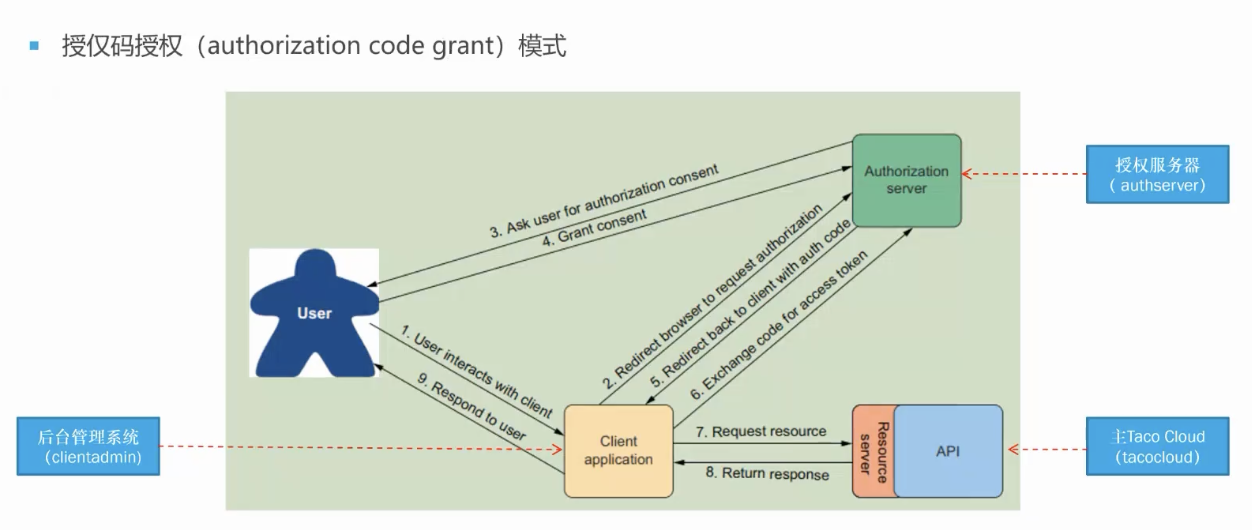 授仅码授权（authorization code grant）模式
Authorization
server
授权服务器
（authserver）
3. Ask user for authorization consent
4. Grant consent
User
2. Redirect browser to request authorization
5. Redirect back to client with auth code
6. Exchange code for access token
1. User interacts with client
9. Respond to user
后台管理系统
（clientadmin）
Client
application
7. Request resource
8. Return response
Resource
server
API
主Taco Cloud
（tacocloud）